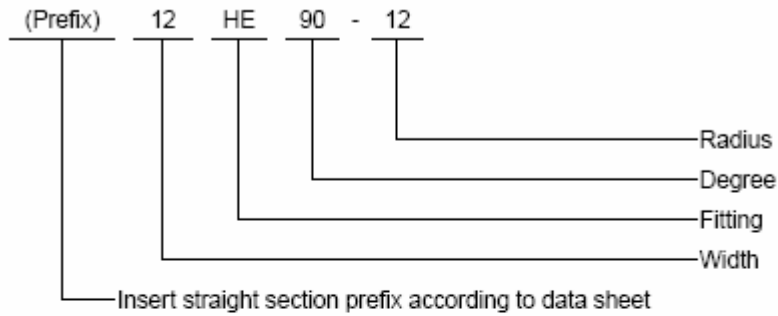 (Prefix) 12 HE 90 - 12
Radius
Degree
Fitting
Width
Insert straight section prefix according to data sheet